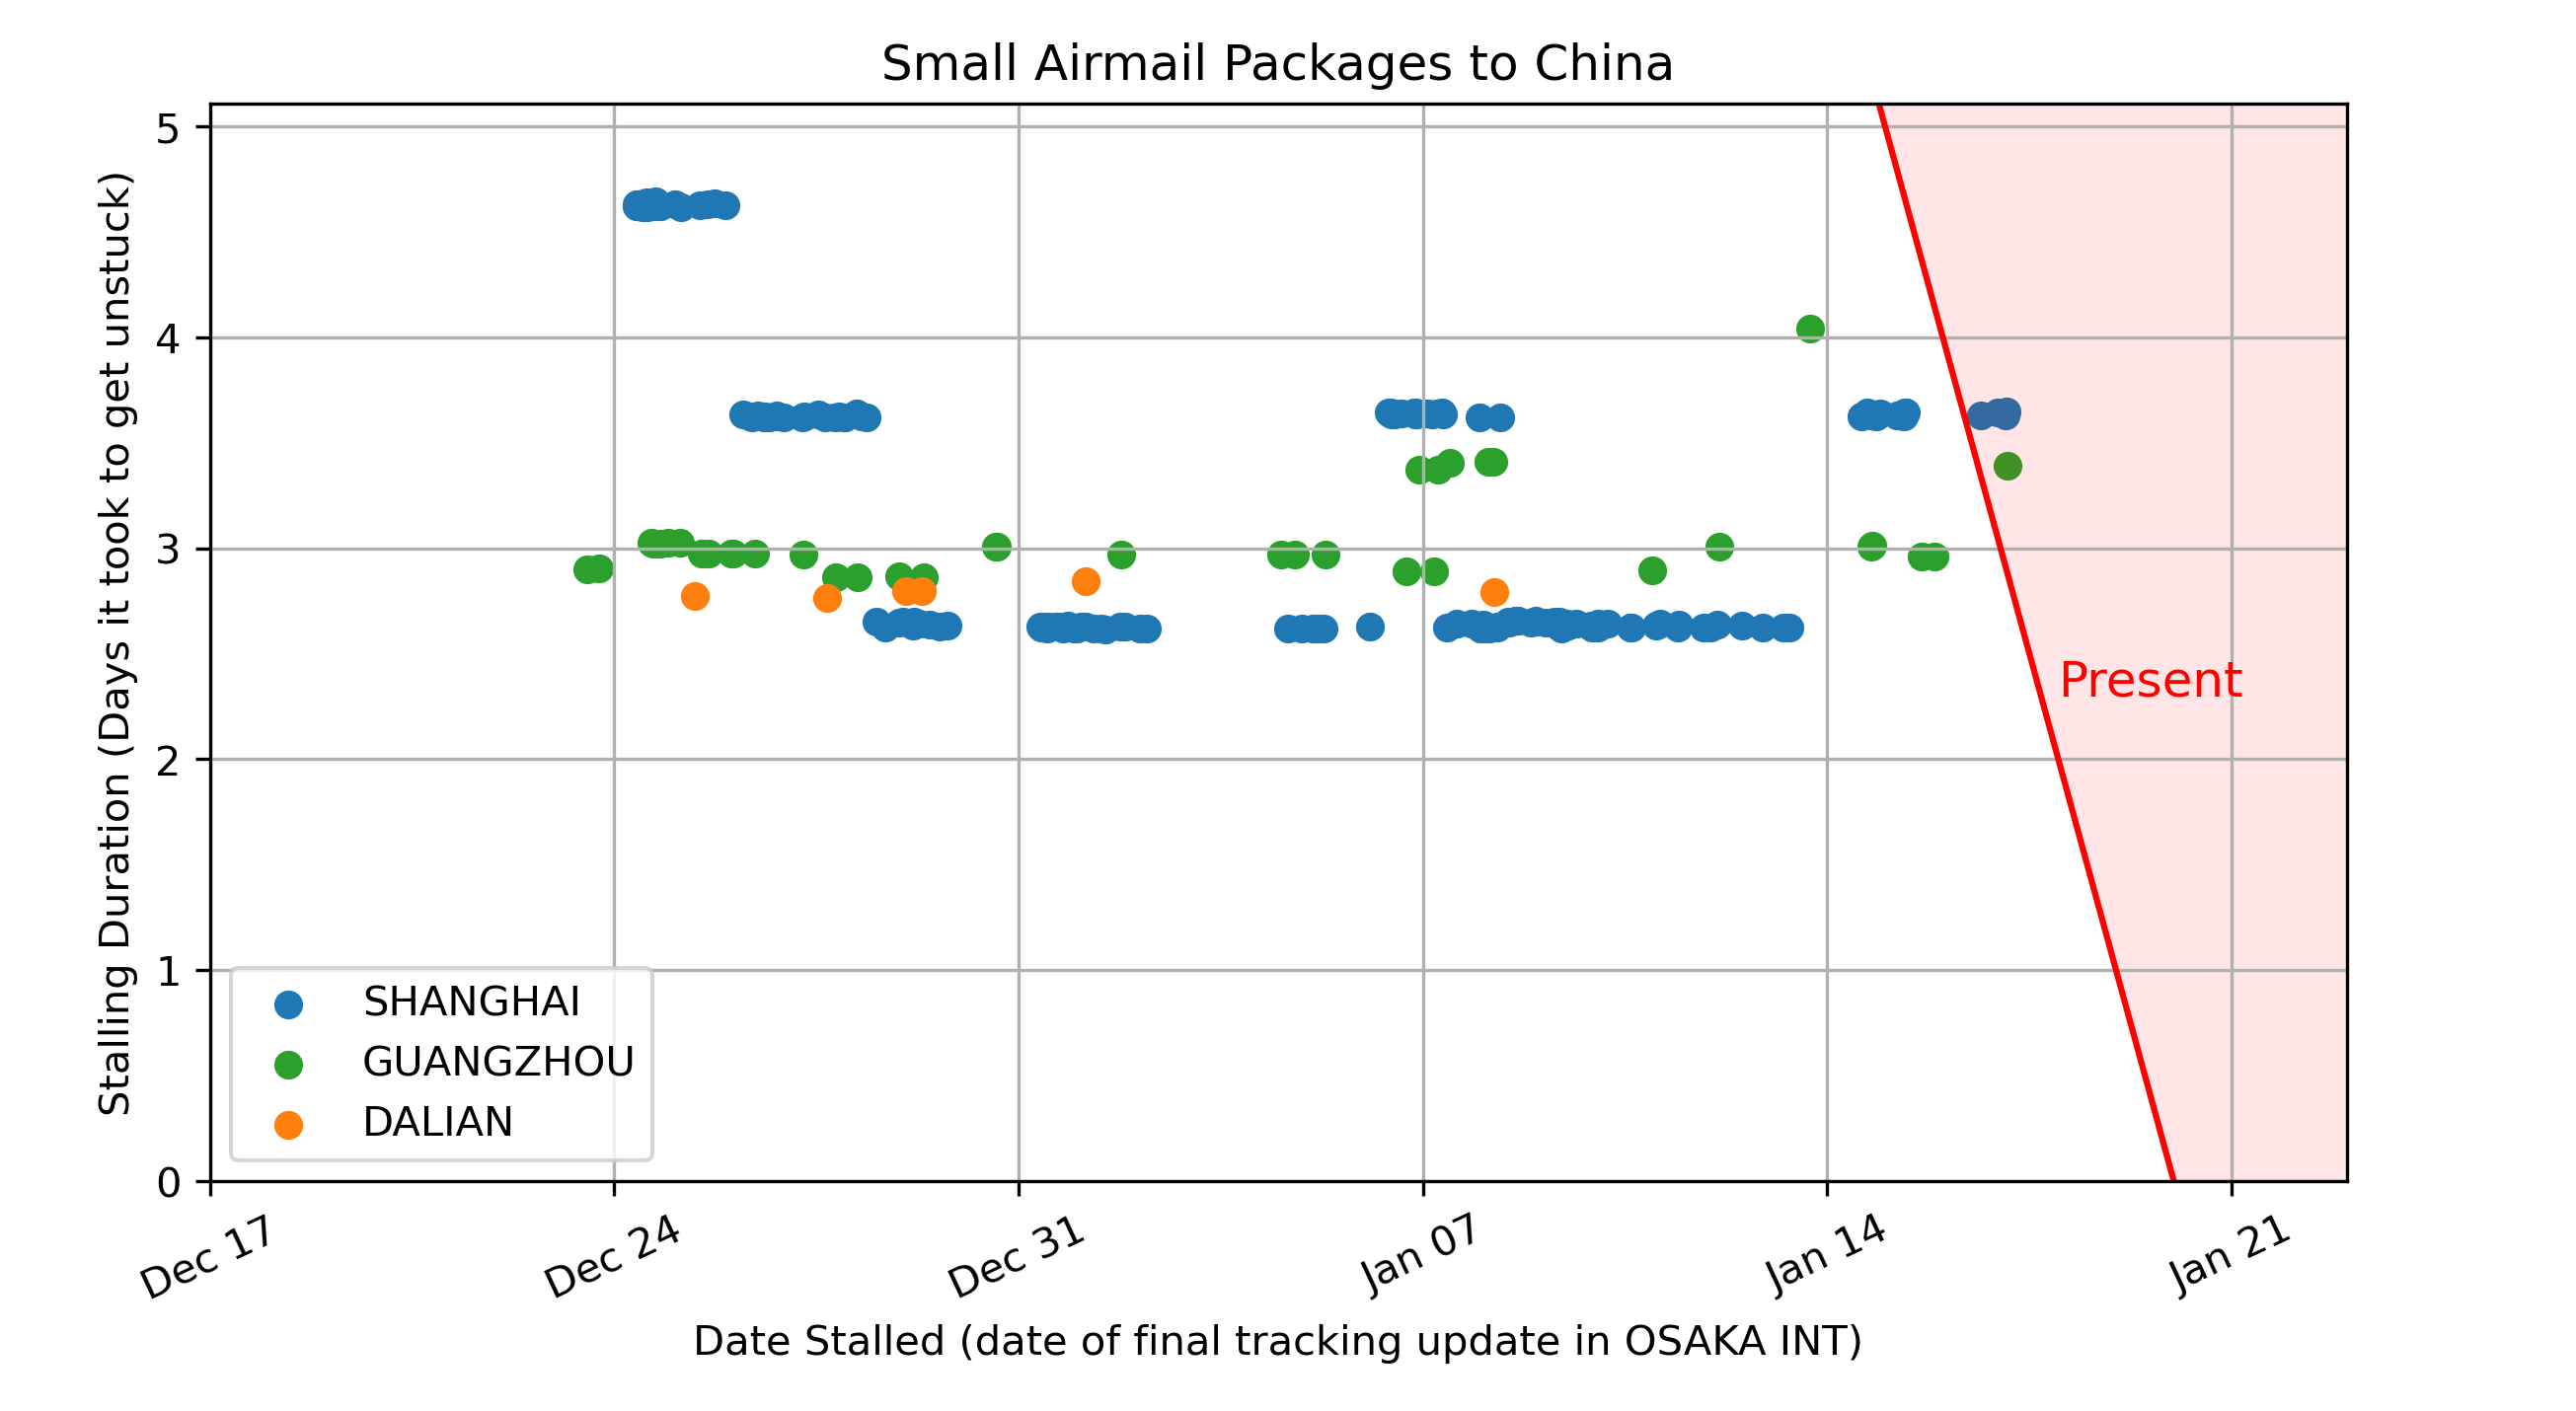 Small Airmail Packages to China
Stalling Duration (Days it took to get unstuck)
5
4
3
2
1
0
Present
SHANGHAI
GUANGZHOU
DALIAN
Dec 17
Dec 24
Dec 31
Jan 07
Jan 14
Jan 21
Date Stalled (date of final tracking update in OSAKA INT)